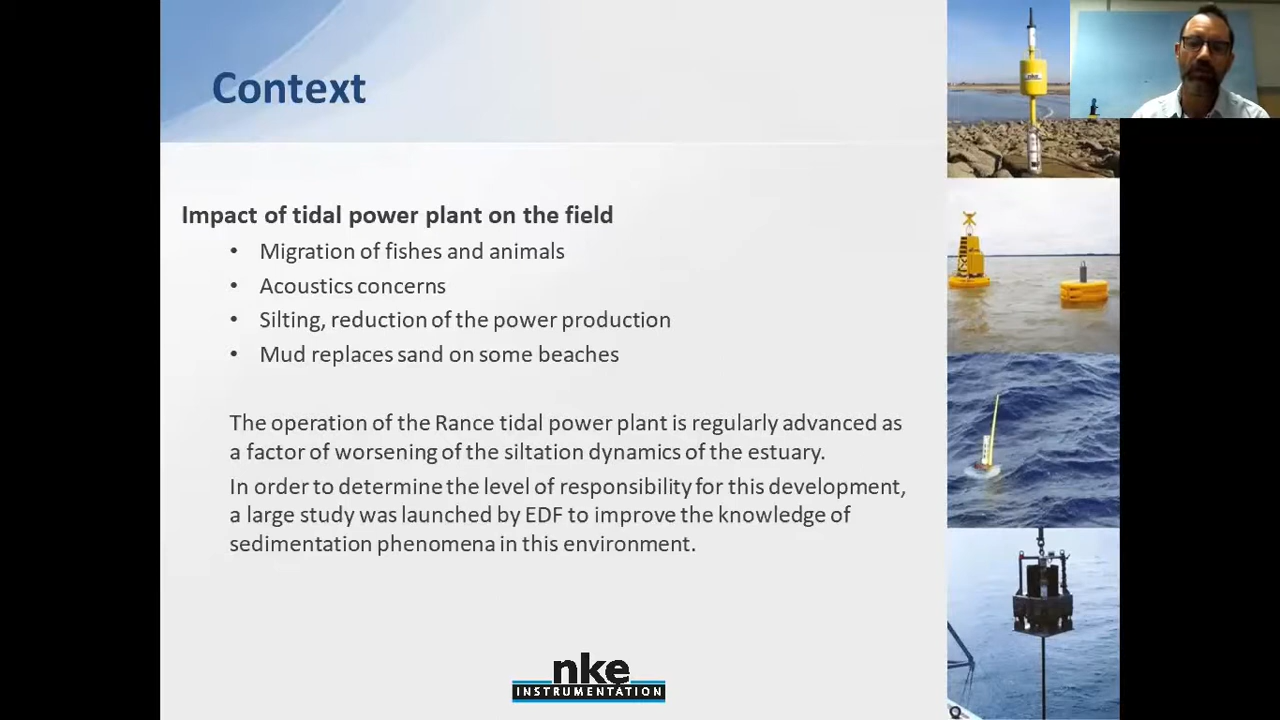 Context
Impact of tidal power plant on the field
• Migration of fishes and animals
• Acoustics concerns
• Silting, reduction of the power production
• Mud replaces sand on some beaches
The operation of the Rance tidal power plant is regularly advanced as
a factor of worsening of the siltation dynamics of the estuary.
In order to determine the level of responsibility for this development,
a large study was launched by EDF to improve the knowledge of
sedimentation phenomena in this environment.
nke
INSTRUMENTATION
nke